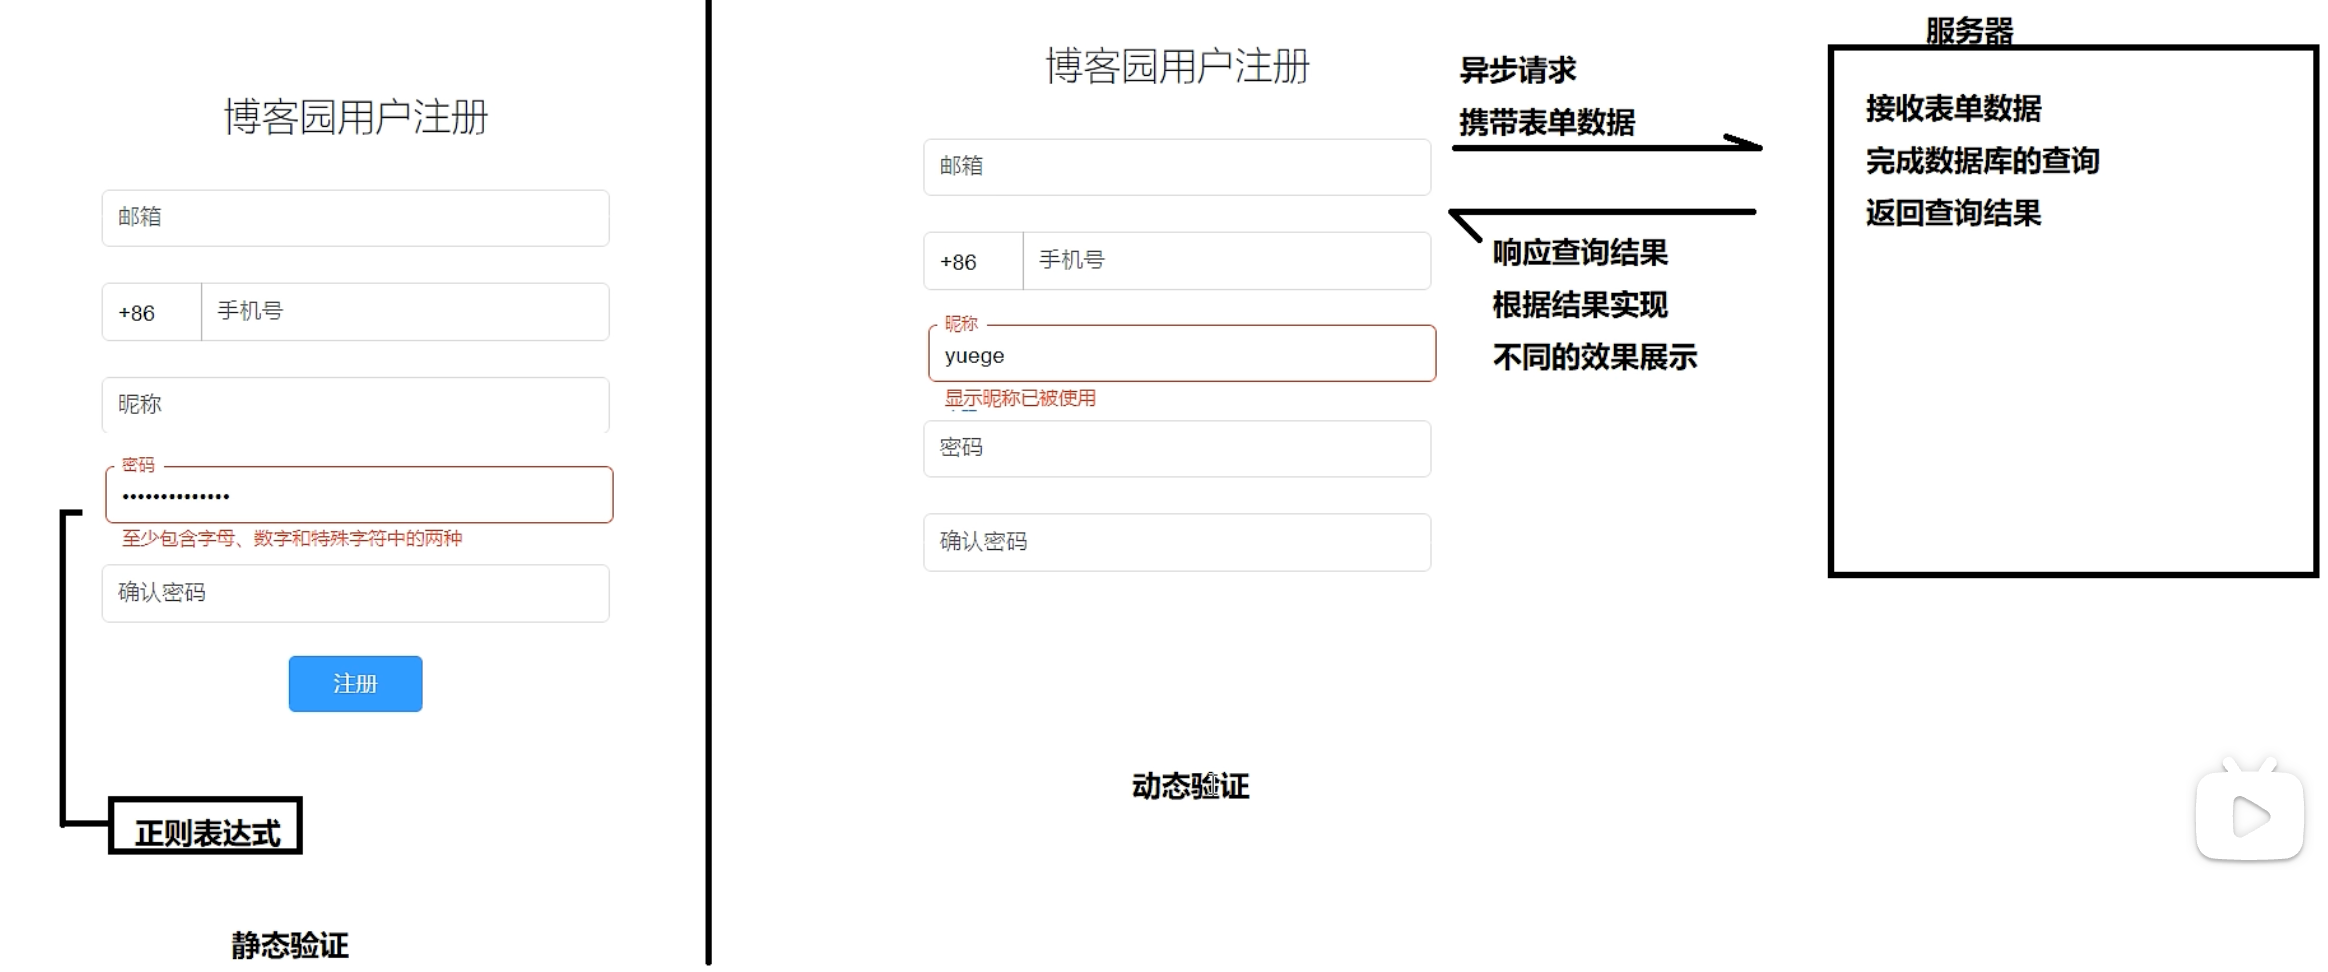 博客园用户注册
邮箱
+86
手机号
昵称
密码
••••••••••••••
至少包含字母、数字和特殊字符中的两种
确认密码
注册
正则表达式
静态验证
博客园用户注册
邮箱
+86
手机号
昵称
yuege
显示昵称已被使用
密码
确认密码
动态验证
异步请求
携带表单数据
响应查询结果
根据结果实现
不同的效果展示
服务器
接收表单数据
完成数据库的查询
返回查询结果